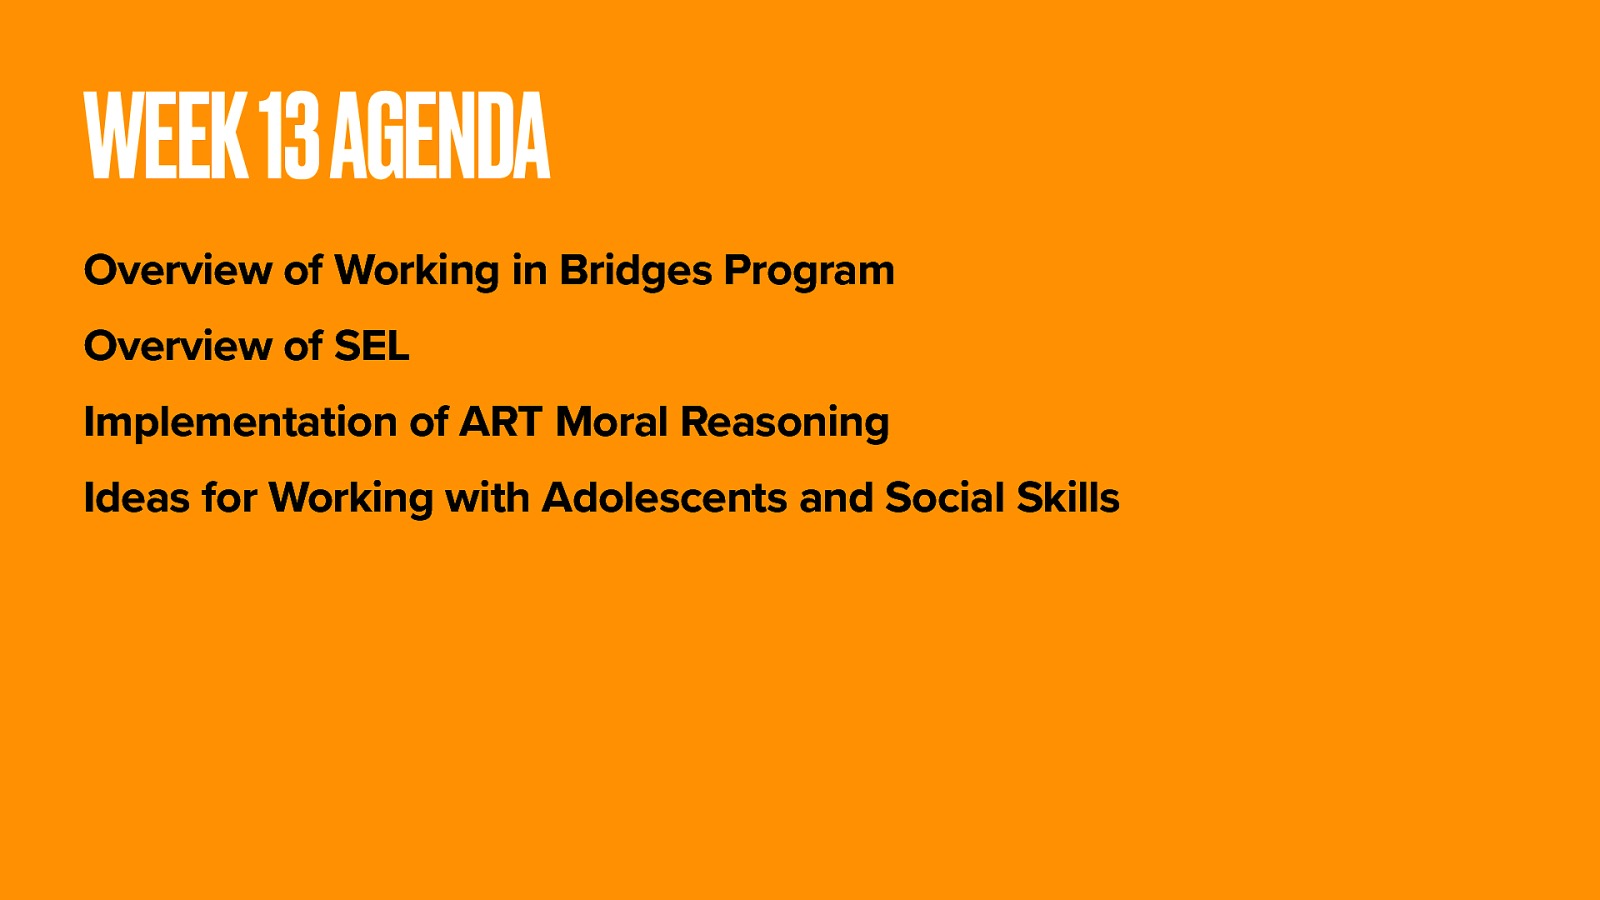 WEEK 13 AGENDA
Overview of Working in Bridges Program
Overview of SEL
Implementation of ART Moral Reasoning
Ideas for Working with Adolescents and Social Skills